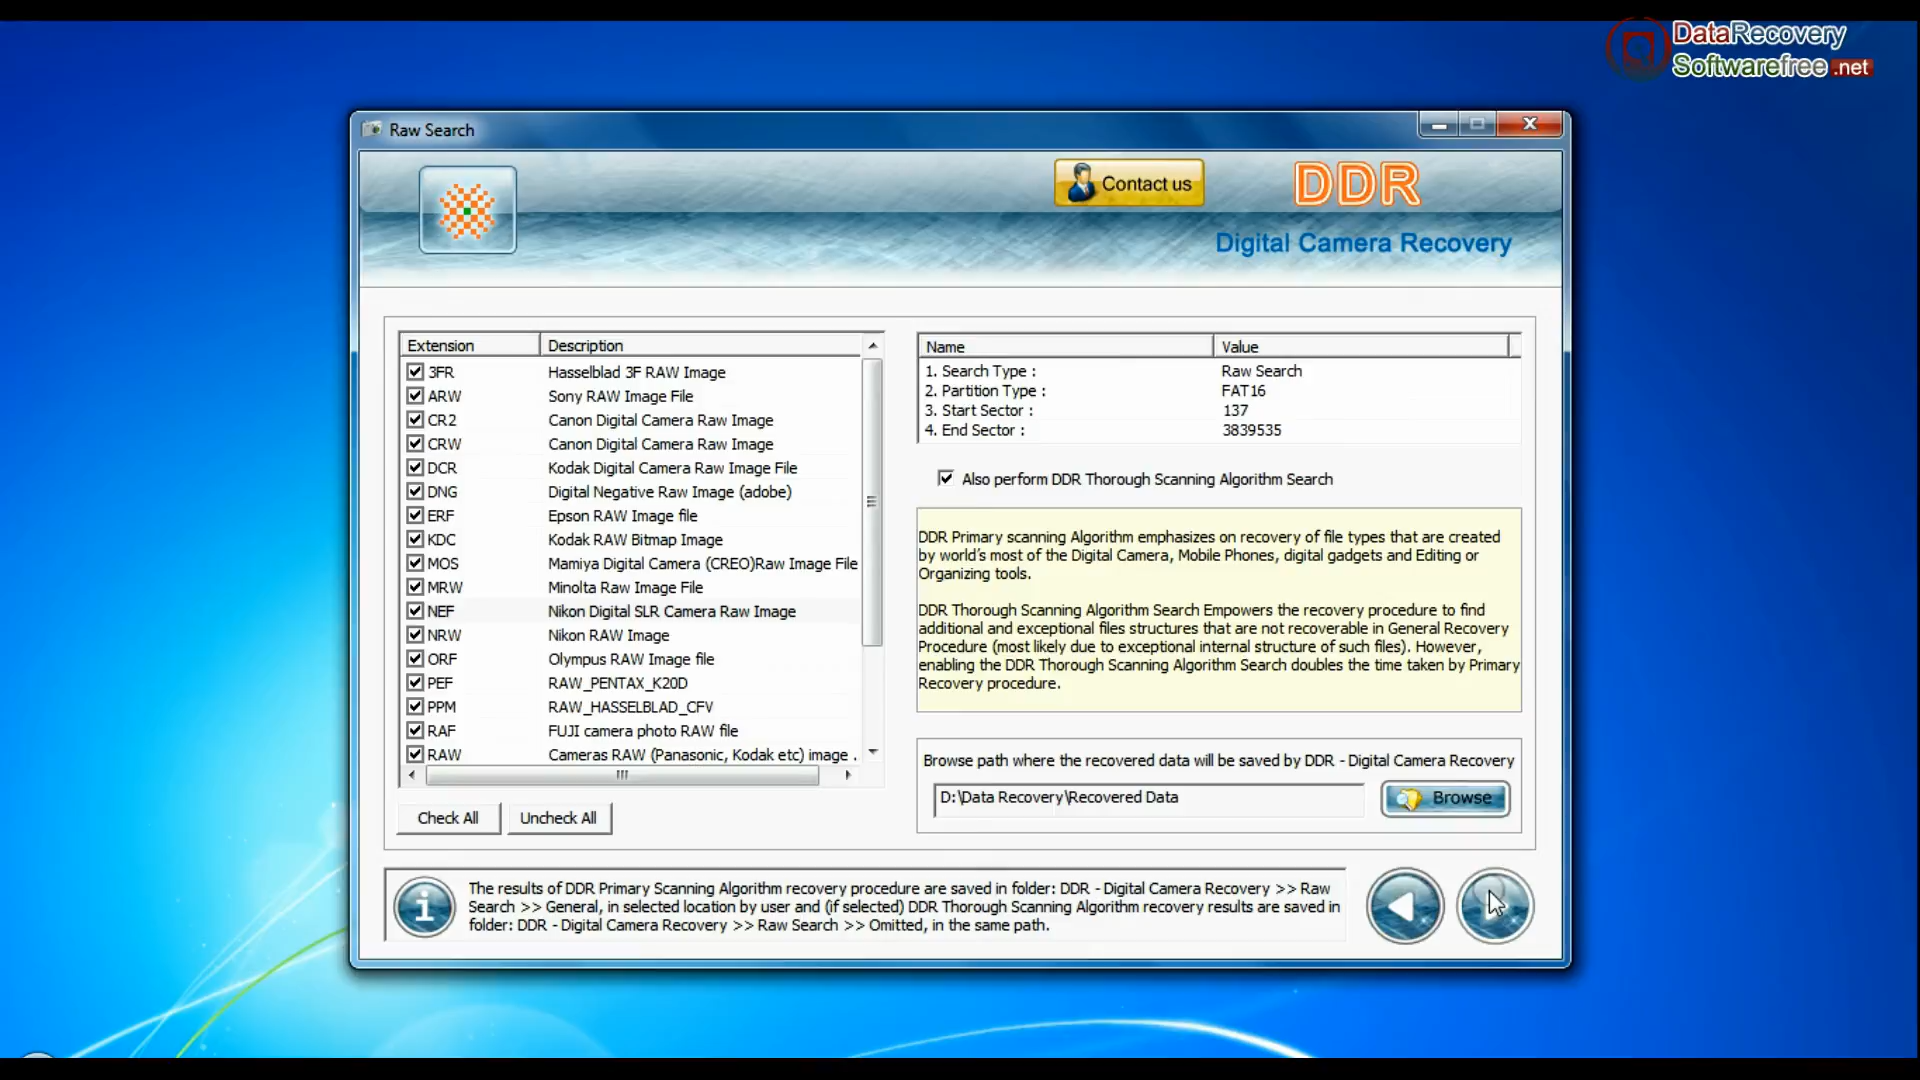 DataRecovery
Softwarefree.net
Raw Search
Contact us
DDR
Digital Camera Recovery
Extension Description
3FR Hasselblad 3F RAW Image
ARW Sony RAW Image File
CR2 Canon Digital Camera Raw Image
CRW Canon Digital Camera Raw Image
DCR Kodak Digital Camera Raw Image File
DNG Digital Negative Raw Image (adobe)
ERF Epson RAW Image file
KDC Kodak RAW Bitmap Image
MOS Mamiya Digital Camera (CREO)Raw Image File
MRW Minolta Raw Image File
NEF Nikon Digital SLR Camera Raw Image
NRW Nikon RAW Image
ORF Olympus RAW Image file
PEF RAW_PENTAX_K20D
PPM RAW_HASSELBLAD_CFV
RAF FUJI camera photo RAW file
RAW Cameras RAW (Panasonic, Kodak etc) image .
Check All Uncheck All
Name Value
1. Search Type : Raw Search
2. Partition Type : FAT16
3. Start Sector : 137
4. End Sector : 3839535
Also perform DDR Thorough Scanning Algorithm Search
DDR Primary scanning Algorithm emphasizes on recovery of file types that are created
by world's most of the Digital Camera, Mobile Phones, digital gadgets and Editing or
Organizing tools.
DDR Thorough Scanning Algorithm Search Empowers the recovery procedure to find
additional and exceptional files structures that are not recoverable in General Recovery
Procedure (most likely due to exceptional internal structure of such files). However,
enabling the DDR Thorough Scanning Algorithm Search doubles the time taken by Primary
Recovery procedure.
Browse path where the recovered data will be saved by DDR - Digital Camera Recovery
D:\Data Recovery\Recovered Data
Browse
The results of DDR Primary Scanning Algorithm recovery procedure are saved in folder: DDR - Digital Camera Recovery >> Raw
Search >> General, in selected location by user and (if selected) DDR Thorough Scanning Algorithm recovery results are saved in
folder: DDR - Digital Camera Recovery >> Raw Search >> Omitted, in the same path.